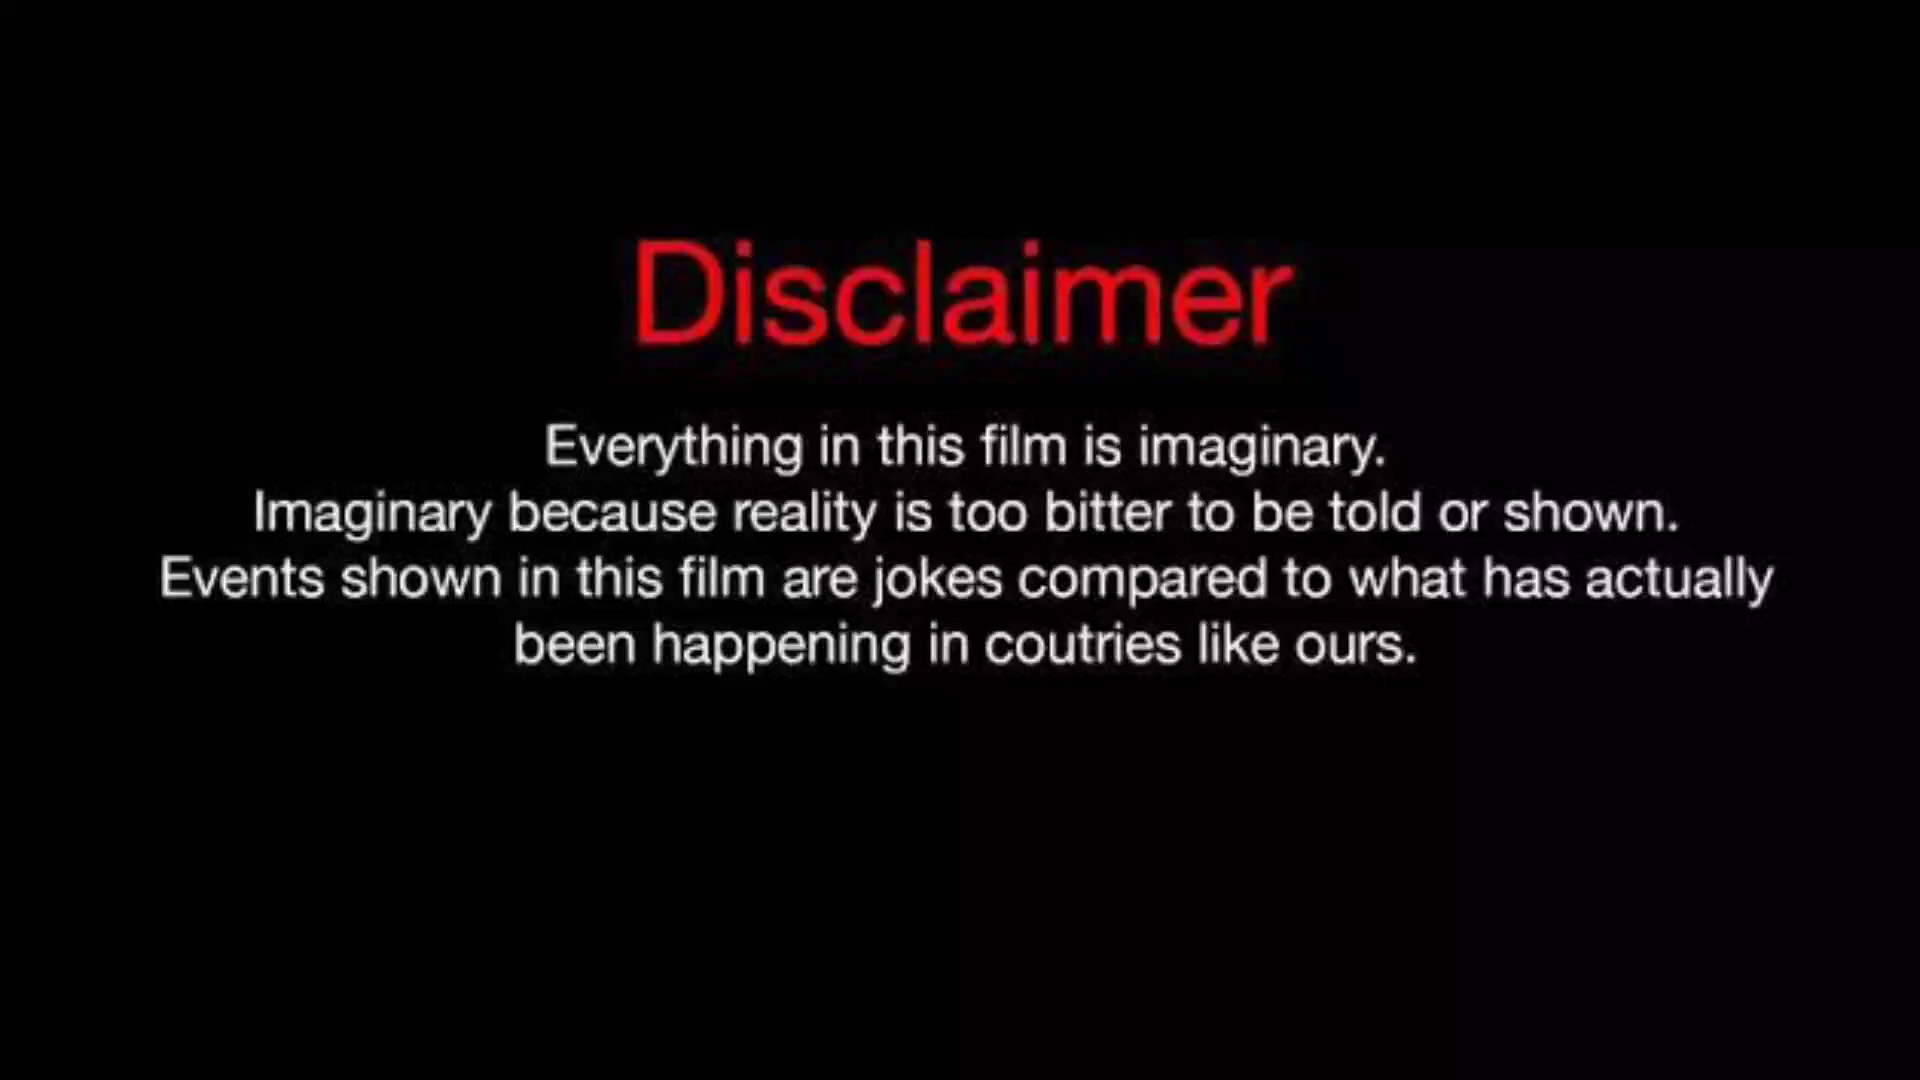 Disclaimer
Everything in this film is imaginary.
Imaginary because reality is too bitter to be told or shown.
Events shown in this film are jokes compared to what has actually
been happening in coutries like ours.